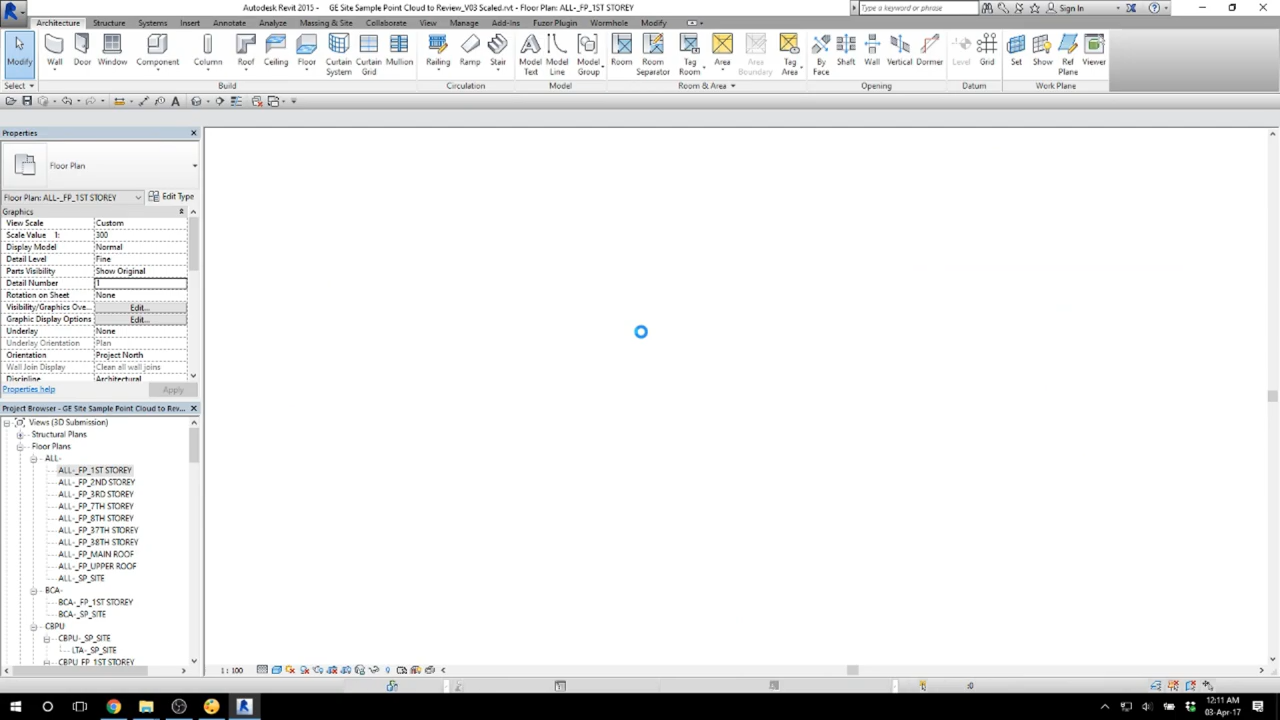 Autodesk Revit 2015 - GE Site Sample Point Cloud to Review_V03 Scaled.rvt - Floor Plan: ALL-_FP_1ST STOREY
Type a keyword or phrase
Sign In
Architecture Structure Systems Insert Annotate Analyze Massing & Site Collaborate View Manage Add-Ins Fuzor Plugin Wormhole Modify
Modify Wall Door Window Component Column Roof Ceiling Floor Curtain System Curtain Grid Mullion Railing Ramp Stair Model Text Model Line Model Group Room Room Separator Tag Room Area Area Boundary Tag Area By Face Shaft Wall Vertical Dormer Level Grid Set Show Ref Plane Viewer
Select Build Circulation Model Room & Area Opening Datum Work Plane
Properties
Floor Plan
Floor Plan: ALL-_FP_1ST STOREY Edit Type
Graphics
View Scale Custom
Scale Value 1: 300
Display Model Normal
Detail Level Fine
Parts Visibility Show Original
Detail Number 1
Rotation on Sheet None
Visibility/Graphics Ove... Edit...
Graphic Display Options Edit...
Underlay None
Underlay Orientation Plan
Orientation Project North
Wall Join Display Clean all wall joins
Discipline Architectural
Properties help Apply
Project Browser - GE Site Sample Point Cloud to Rev...
Views (3D Submission)
Structural Plans
Floor Plans
ALL-
ALL-_FP_1ST STOREY
ALL-_FP_2ND STOREY
ALL-_FP_3RD STOREY
ALL-_FP_7TH STOREY
ALL-_FP_8TH STOREY
ALL-_FP_37TH STOREY
ALL-_FP_38TH STOREY
ALL-_FP_MAIN ROOF
ALL-_FP_UPPER ROOF
ALL-_SP_SITE
BCA-
BCA-_FP_1ST STOREY
BCA-_SP_SITE
CBPU
CBPU-_SP_SITE
LTA-_SP_SITE
CBPU_FP_1ST STOREY
1 : 100
:0
12:11 AM
03-Apr-17